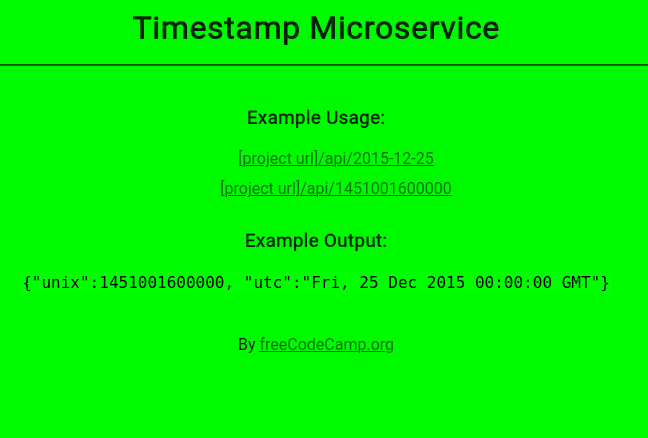 Timestamp Microservice
Example Usage:
[project url]/api/2015-12-25
[project url]/api/1451001600000
Example Output:
{"unix":1451001600000, "utc":"Fri, 25 Dec 2015 00:00:00 GMT"}
By freeCodeCamp.org